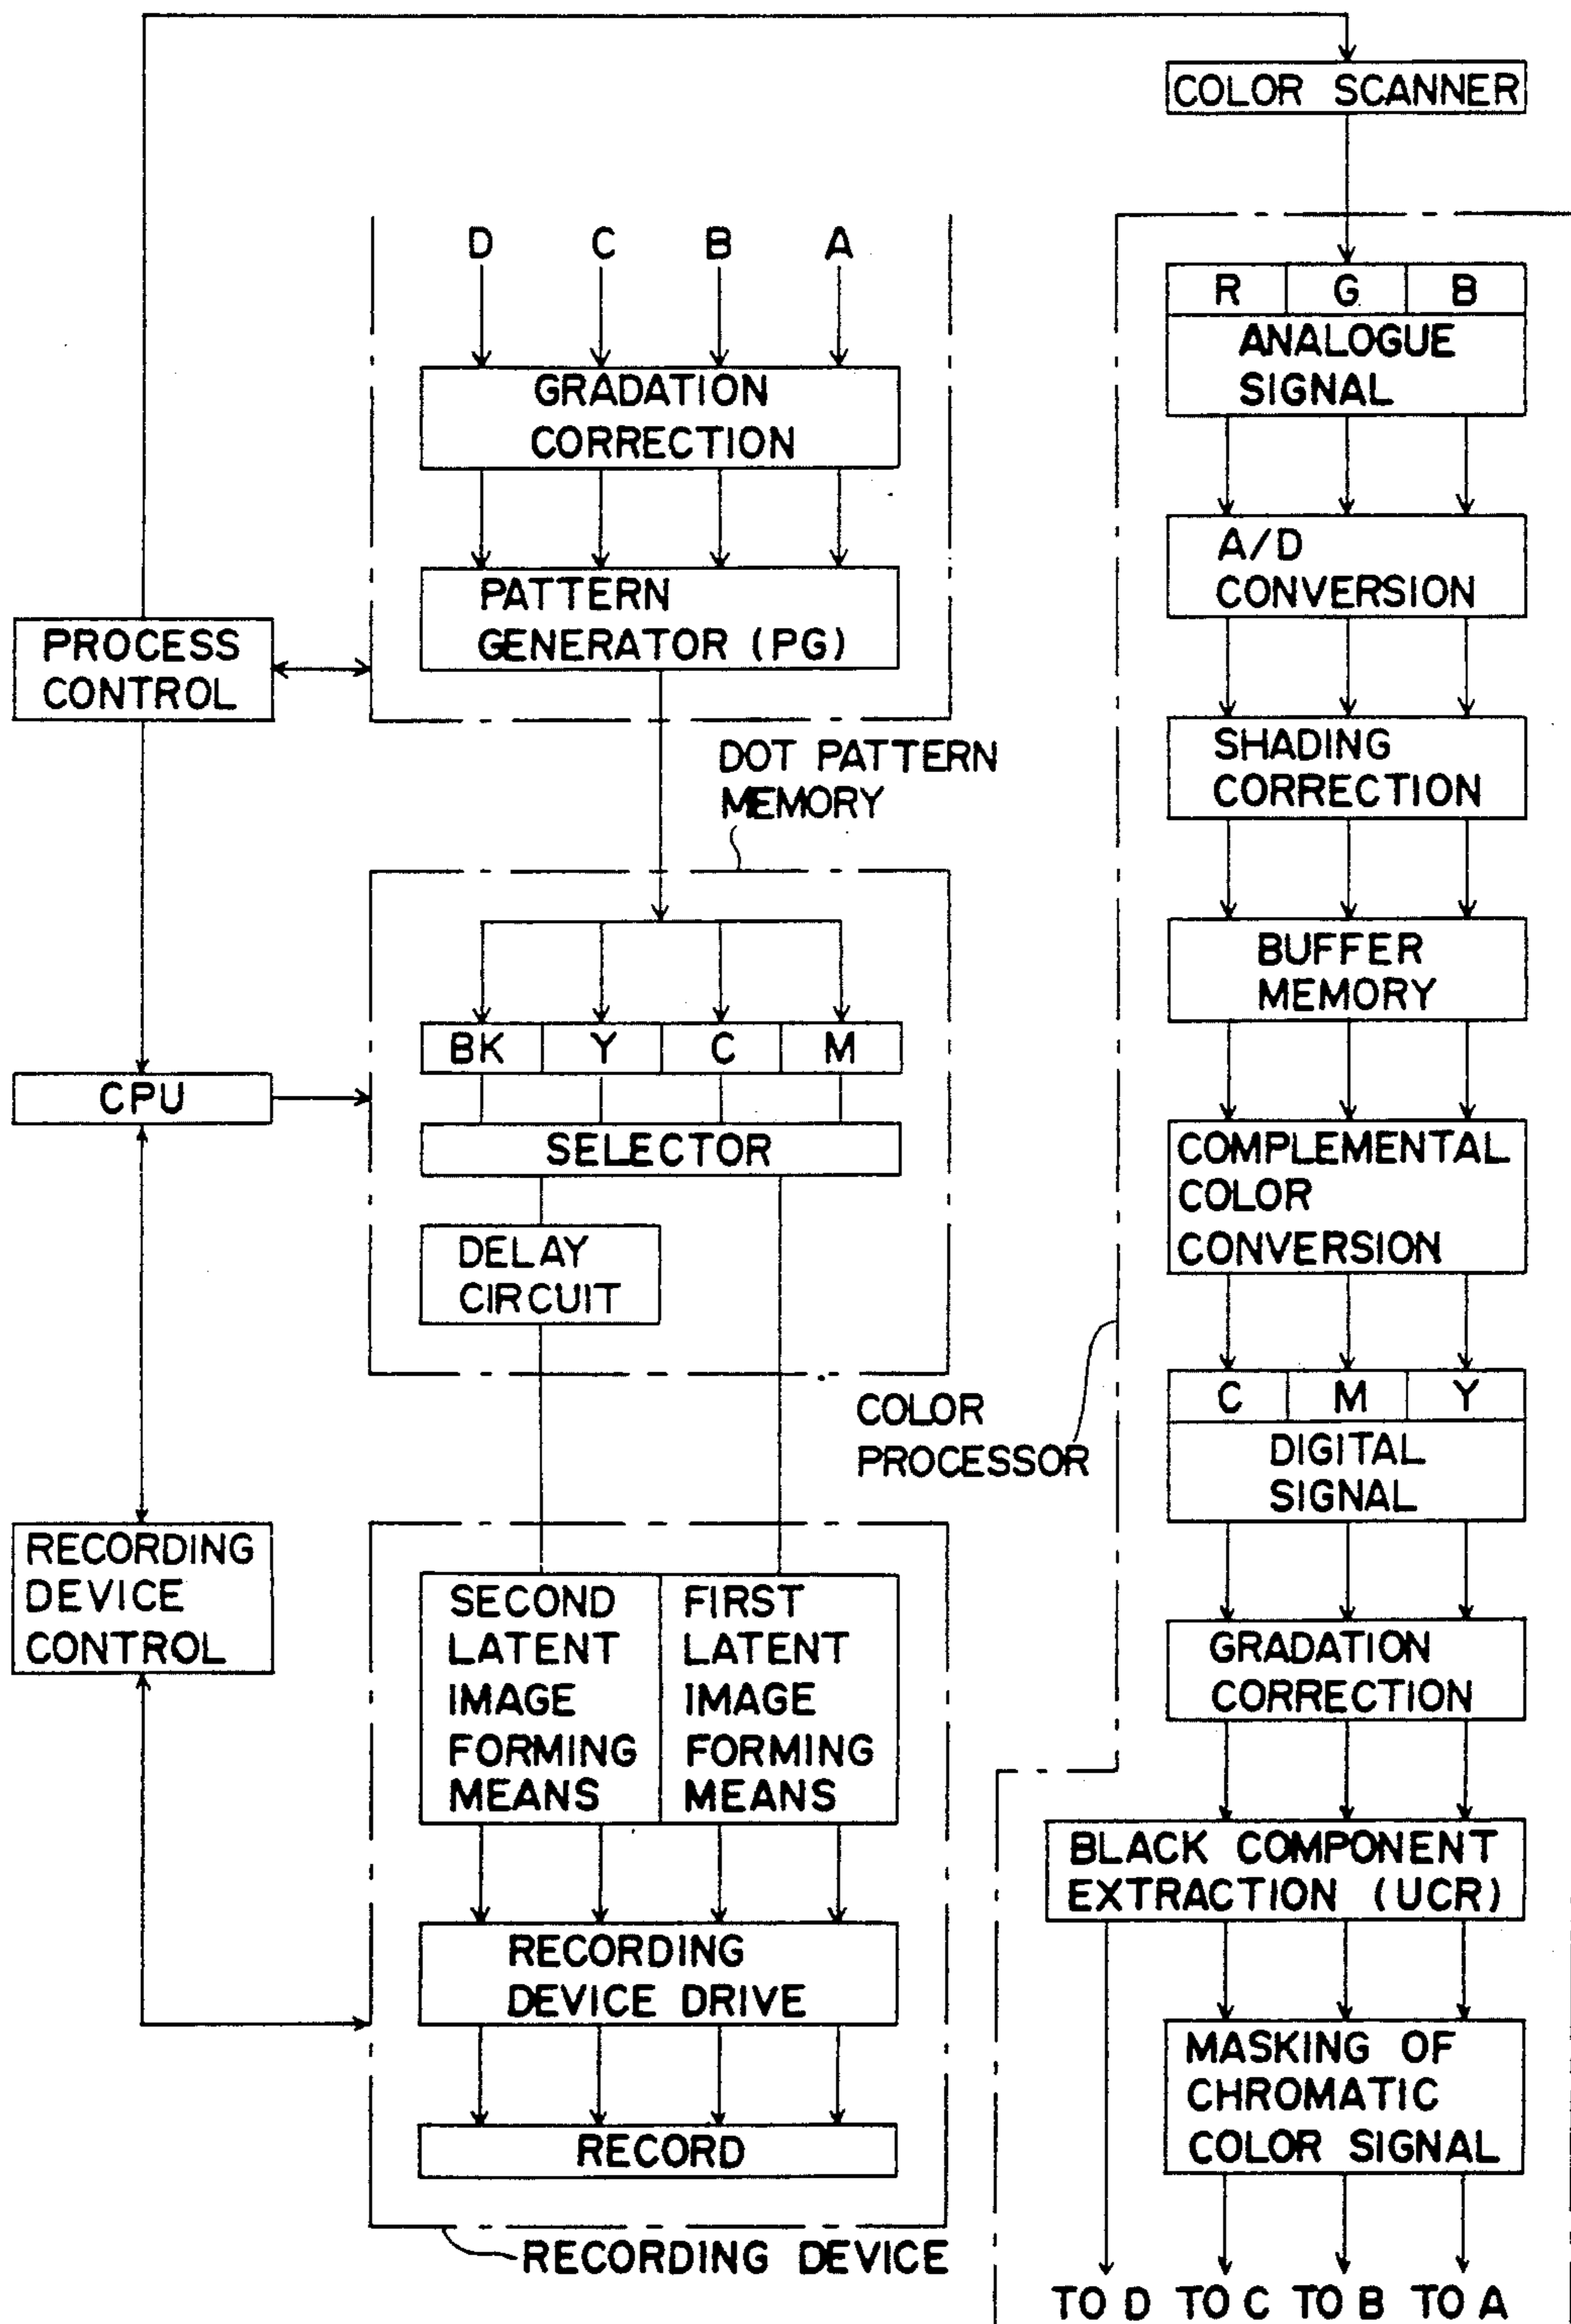 COLOR SCANNER
D C B A
GRADATION
CORRECTION
PATTERN
GENERATOR (PG)
PROCESS
CONTROL
DOT PATTERN
MEMORY
BK Y C M
CPU
SELECTOR
DELAY
CIRCUIT
COLOR
PROCESSOR
RECORDING
DEVICE
CONTROL
SECOND
LATENT
IMAGE
FORMING
MEANS
FIRST
LATENT
IMAGE
FORMING
MEANS
RECORDING
DEVICE DRIVE
RECORD
RECORDING DEVICE
R G B
ANALOGUE
SIGNAL
A/D
CONVERSION
SHADING
CORRECTION
BUFFER
MEMORY
COMPLEMENTAL
COLOR
CONVERSION
C M Y
DIGITAL
SIGNAL
GRADATION
CORRECTION
BLACK COMPONENT
EXTRACTION (UCR)
MASKING OF
CHROMATIC
COLOR SIGNAL
TO D TO C TO B TO A